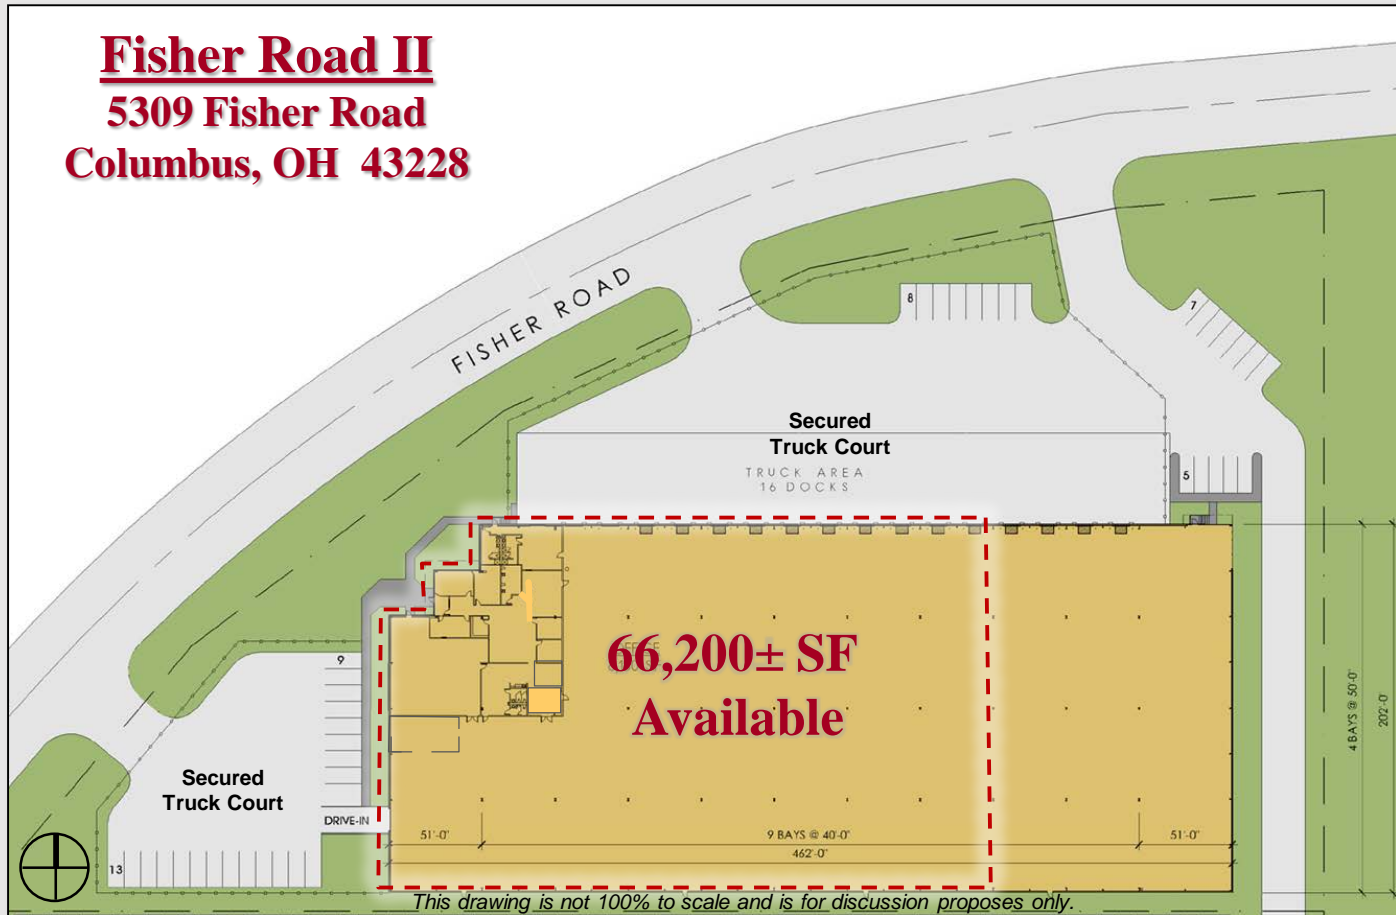 Fisher Road II
5309 Fisher Road
Columbus, OH 43228
FISHER ROAD
8
7
Secured
Truck Court
TRUCK AREA
16 DOCKS
5
66,200± SF
Available
9
Secured
Truck Court
DRIVE-IN
13
51'-0"
9 BAYS @ 40'-0"
51'-0"
462'-0"
4 BAYS @ 50'-0"
202'-0
This drawing is not 100% to scale and is for discussion proposes only.